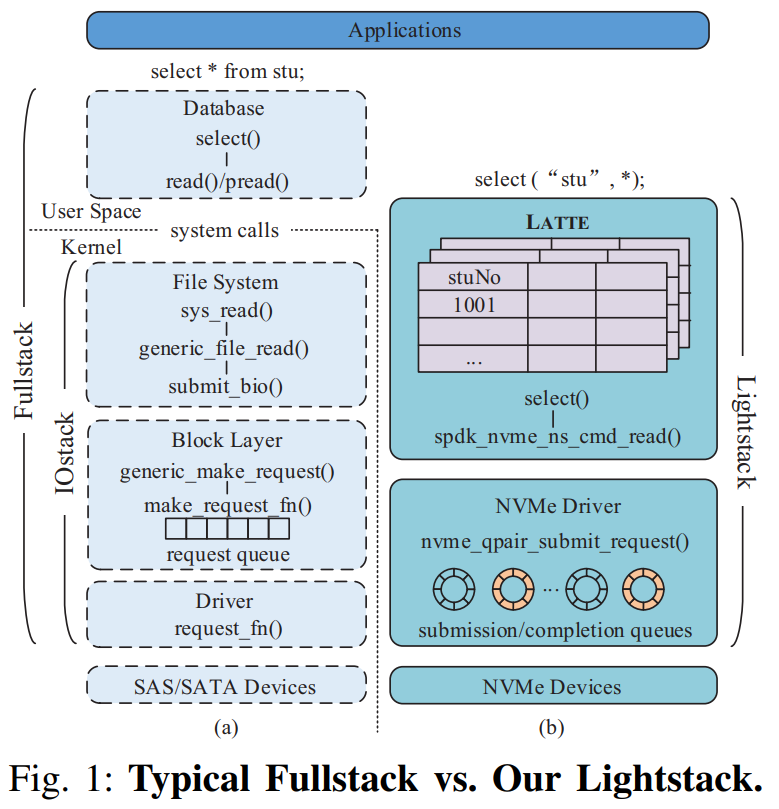 Applications
select * from stu;
Database
select()
read()/pread()
User Space
system calls
Kernel
File System
sys_read()
generic_file_read()
submit_bio()
Block Layer
generic_make_request()
make_request_fn()
request queue
Driver
request_fn()
SAS/SATA Devices
Fullstack
IOstack
(a)
select (“stu”, *);
LATTE
stuNo
1001
...
select()
spdk_nvme_ns_cmd_read()
NVMe Driver
nvme_qpair_submit_request()
...
submission/completion queues
NVMe Devices
Lightstack
(b)
Fig. 1: Typical Fullstack vs. Our Lightstack.